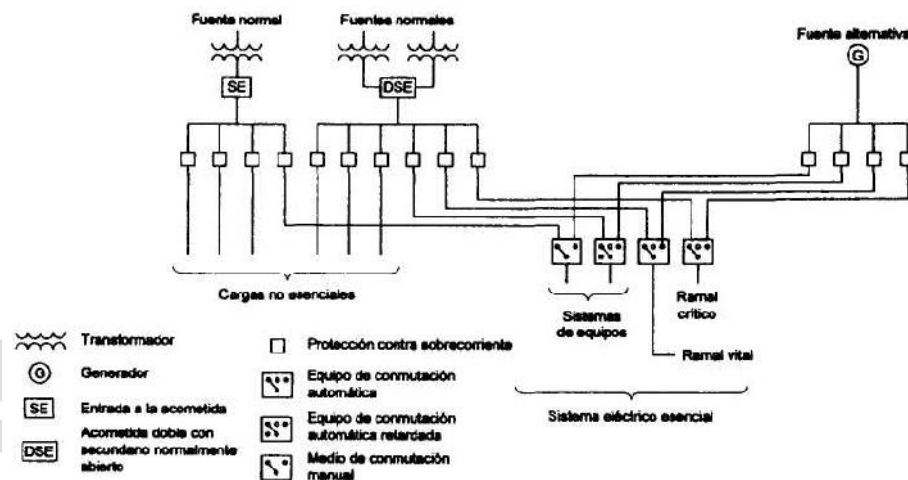 Fuente normal
Fuentes normales
Fuente alternativa
G
SE
DSE
Cargas no esenciales
Sistemas
de equipos
Ramal
crítico
Ramal vital
Sistema eléctrico esencial
Transformador
G
Generador
SE
Entrada a la acometida
DSE
Acometida doble con
secundario normalmente
abierto
Protección contra sobrecorriente
Equipo de conmutación
automática
Equipo de conmutación
automática retardada
Medio de conmutación
manual